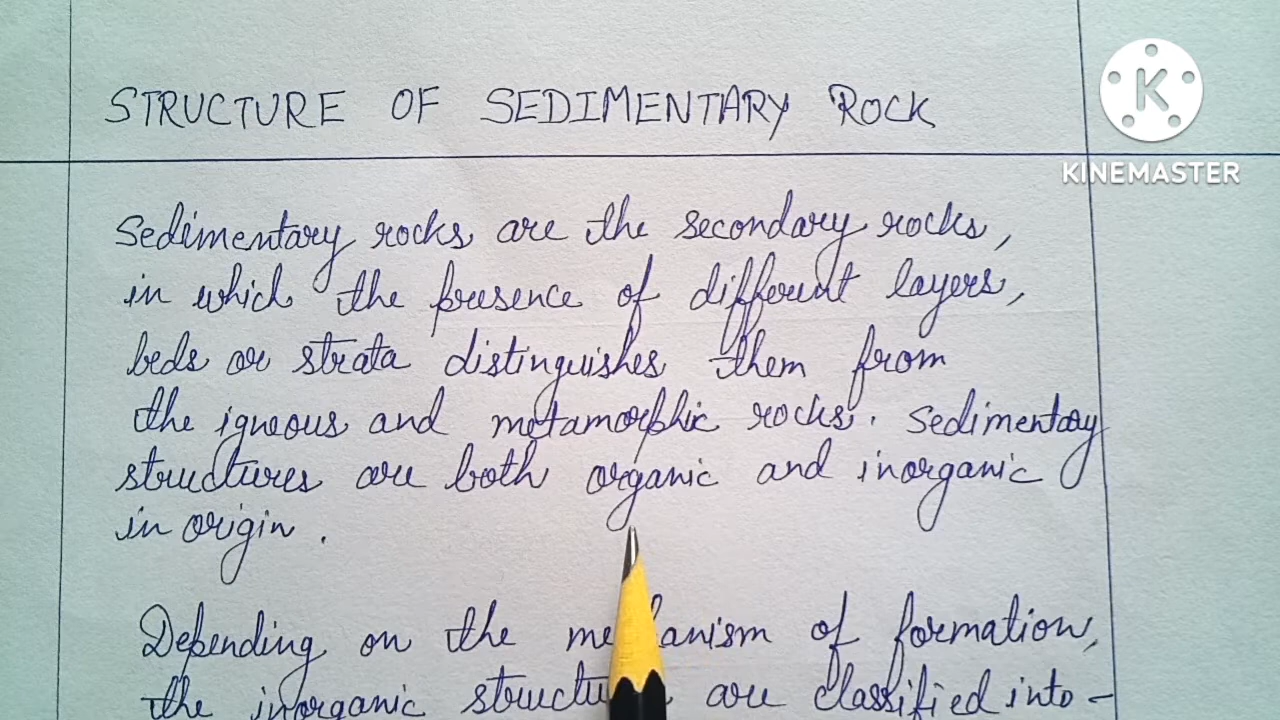 STRUCTURE OF SEDIMENTARY ROCK
K
KINEMASTER
Sedimentary rocks are the secondary rocks,
in which the presence of different layers,
beds or strata distinguishes them from
the igneous and metamorphic rocks. Sedimentary
structures are both organic and inorganic
in origin.
Depending on the mechanism of formation,
the inorganic structures are classified into-